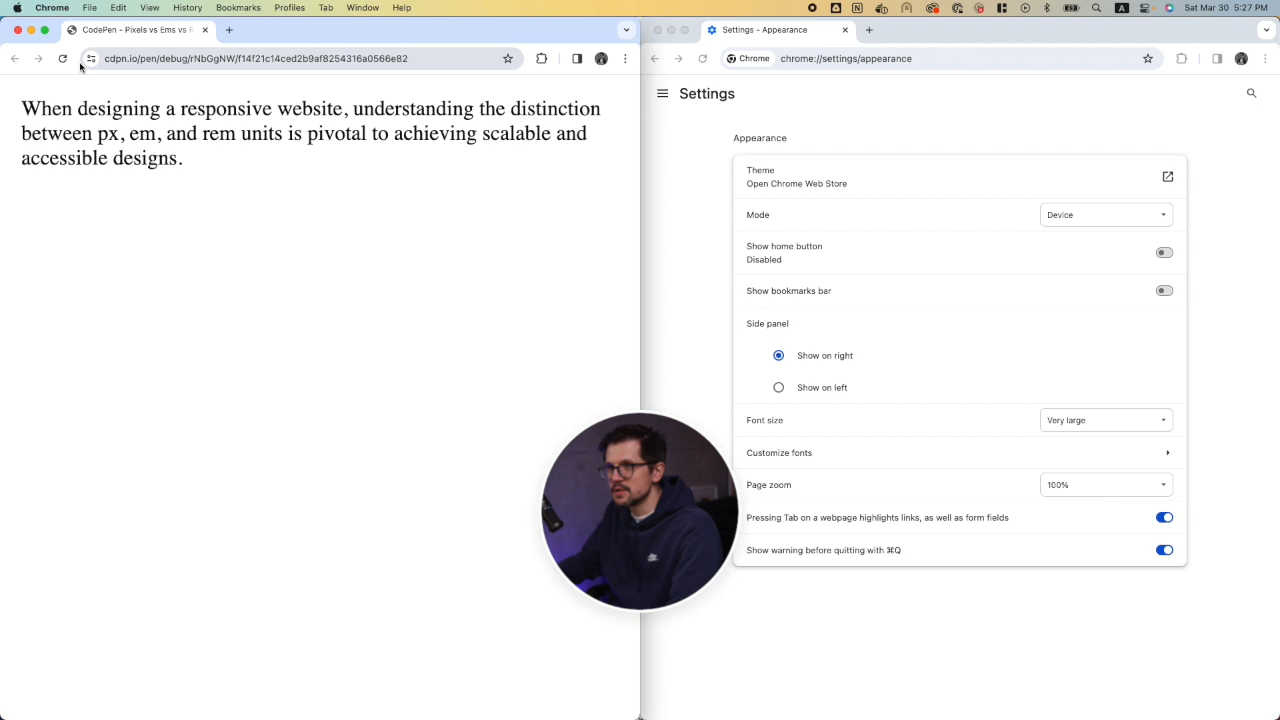 Chrome File Edit View History Bookmarks Profiles Tab Window Help
Sat Mar 30 5:27 PM
CodePen - Pixels vs Ems vs
cdpn.io/pen/debug/rNbGgNW/f14f21c14ced2b9af8254316a0566e82
When designing a responsive website, understanding the distinction
between px, em, and rem units is pivotal to achieving scalable and
accessible designs.
Settings - Appearance
Chrome chrome://settings/appearance
Settings
Appearance
Theme
Open Chrome Web Store
Mode Device
Show home button
Disabled
Show bookmarks bar
Side panel
Show on right
Show on left
Font size Very large
Customize fonts
Page zoom 100%
Pressing Tab on a webpage highlights links, as well as form fields
Show warning before quitting with ⌘Q